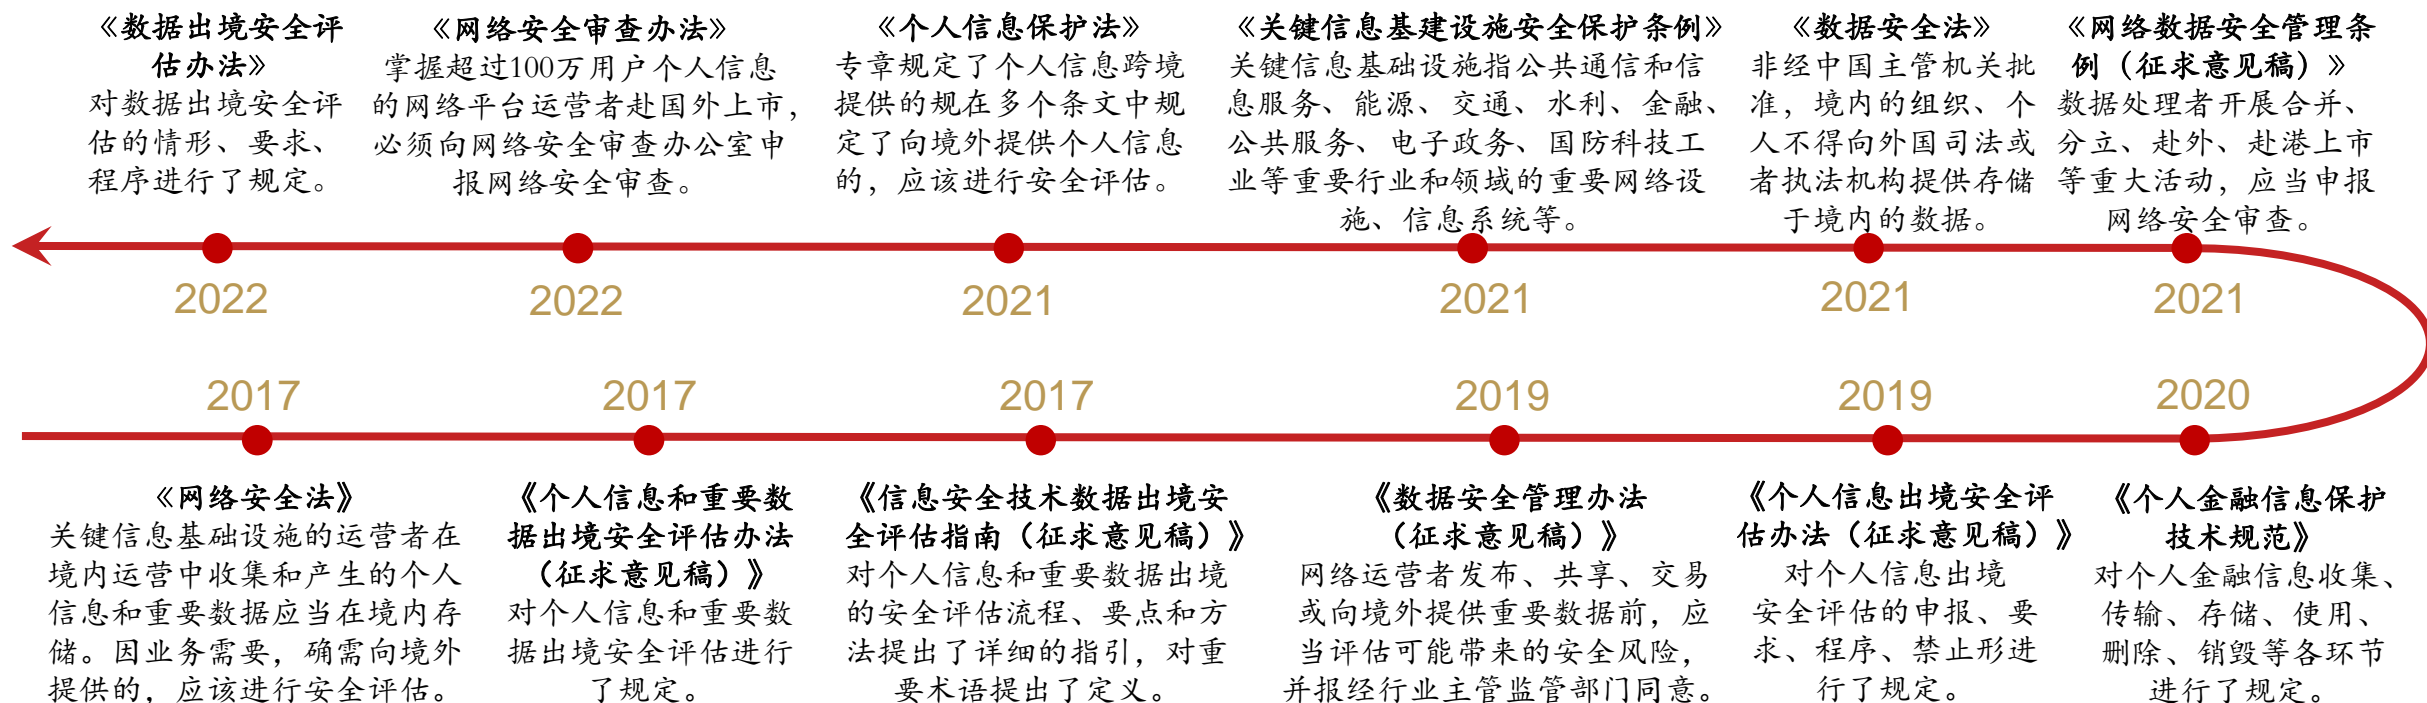 《数据出境安全评
估办法》
对数据出境安全评
估的情形、要求、
程序进行了规定。
《网络安全审查办法》
掌握超过100万用户个人信息
的网络平台运营者赴国外上市，
必须向网络安全审查办公室申
报网络安全审查。
《个人信息保护法》
专章规定了个人信息跨境
提供的规在多个条文中规
定了向境外提供个人信息
的，应该进行安全评估。
《关键信息基建设施安全保护条例》
关键信息基础设施指公共通信和信
息服务、能源、交通、水利、金融、
公共服务、电子政务、国防科技工
业等重要行业和领域的重要网络设
施、信息系统等。
《数据安全法》
非经中国主管机关批
准，境内的组织、个
人不得向外国司法或
者执法机构提供存储
于境内的数据。
《网络数据安全管理条
例（征求意见稿）》
数据处理者开展合并、
分立、赴外、赴港上市
等重大活动，应当申报
网络安全审查。
2022
2022
2021
2021
2021
2021
2017
2017
2017
2019
2019
2020
《网络安全法》
关键信息基础设施的运营者在
境内运营中收集和产生的个人
信息和重要数据应当在境内存
储。因业务需要，确需向境外
提供的，应该进行安全评估。
《个人信息和重要数
据出境安全评估办法
（征求意见稿）》
对个人信息和重要数
据出境安全评估进行
了规定。
《信息安全技术数据出境安
全评估指南（征求意见稿）》
对个人信息和重要数据出境
的安全评估流程、要点和方
法提出了详细的指引，对重
要术语提出了定义。
《数据安全管理办法
（征求意见稿）》
网络运营者发布、共享、交易
或向境外提供重要数据前，应
当评估可能带来的安全风险，
并报经行业主管监管部门同意。
《个人信息出境安全评
估办法（征求意见稿）》
对个人信息出境
安全评估的申报、要
求、程序、禁止形进
行了规定。
《个人金融信息保护
技术规范》
对个人金融信息收集、
传输、存储、使用、
删除、销毁等各环节
进行了规定。